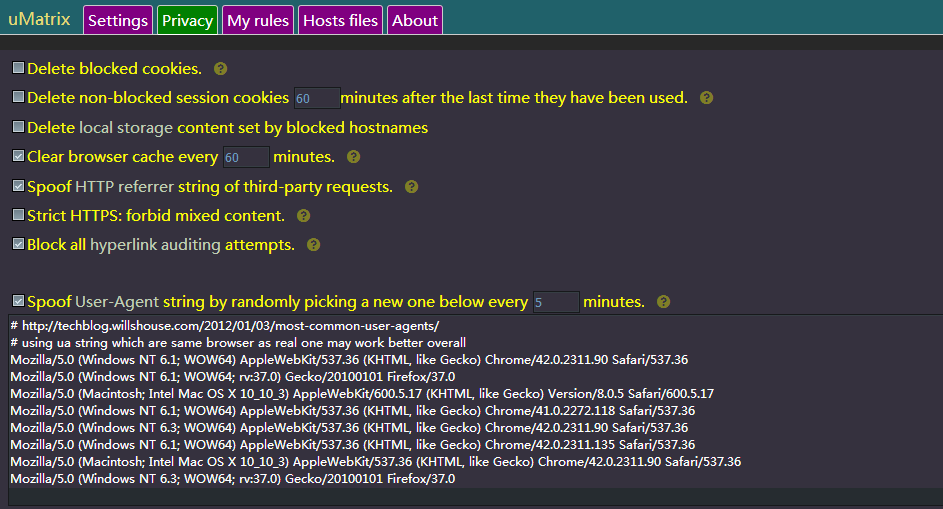 uMatrix Settings Privacy My rules Hosts files About
Delete blocked cookies. ?
Delete non-blocked session cookies 60 minutes after the last time they have been used. ?
Delete local storage content set by blocked hostnames
Clear browser cache every 60 minutes. ?
Spoof HTTP referrer string of third-party requests. ?
Strict HTTPS: forbid mixed content. ?
Block all hyperlink auditing attempts. ?
Spoof User-Agent string by randomly picking a new one below every 5 minutes. ?
# http://techblog.willshouse.com/2012/01/03/most-common-user-agents/
# using ua string which are same browser as real one may work better overall
Mozilla/5.0 (Windows NT 6.1; WOW64) AppleWebKit/537.36 (KHTML, like Gecko) Chrome/42.0.2311.90 Safari/537.36
Mozilla/5.0 (Windows NT 6.1; WOW64; rv:37.0) Gecko/20100101 Firefox/37.0
Mozilla/5.0 (Macintosh; Intel Mac OS X 10_10_3) AppleWebKit/600.5.17 (KHTML, like Gecko) Version/8.0.5 Safari/600.5.17
Mozilla/5.0 (Windows NT 6.1; WOW64) AppleWebKit/537.36 (KHTML, like Gecko) Chrome/41.0.2272.118 Safari/537.36
Mozilla/5.0 (Windows NT 6.3; WOW64) AppleWebKit/537.36 (KHTML, like Gecko) Chrome/42.0.2311.90 Safari/537.36
Mozilla/5.0 (Windows NT 6.1; WOW64) AppleWebKit/537.36 (KHTML, like Gecko) Chrome/42.0.2311.135 Safari/537.36
Mozilla/5.0 (Macintosh; Intel Mac OS X 10_10_3) AppleWebKit/537.36 (KHTML, like Gecko) Chrome/42.0.2311.90 Safari/537.36
Mozilla/5.0 (Windows NT 6.3; WOW64; rv:37.0) Gecko/20100101 Firefox/37.0